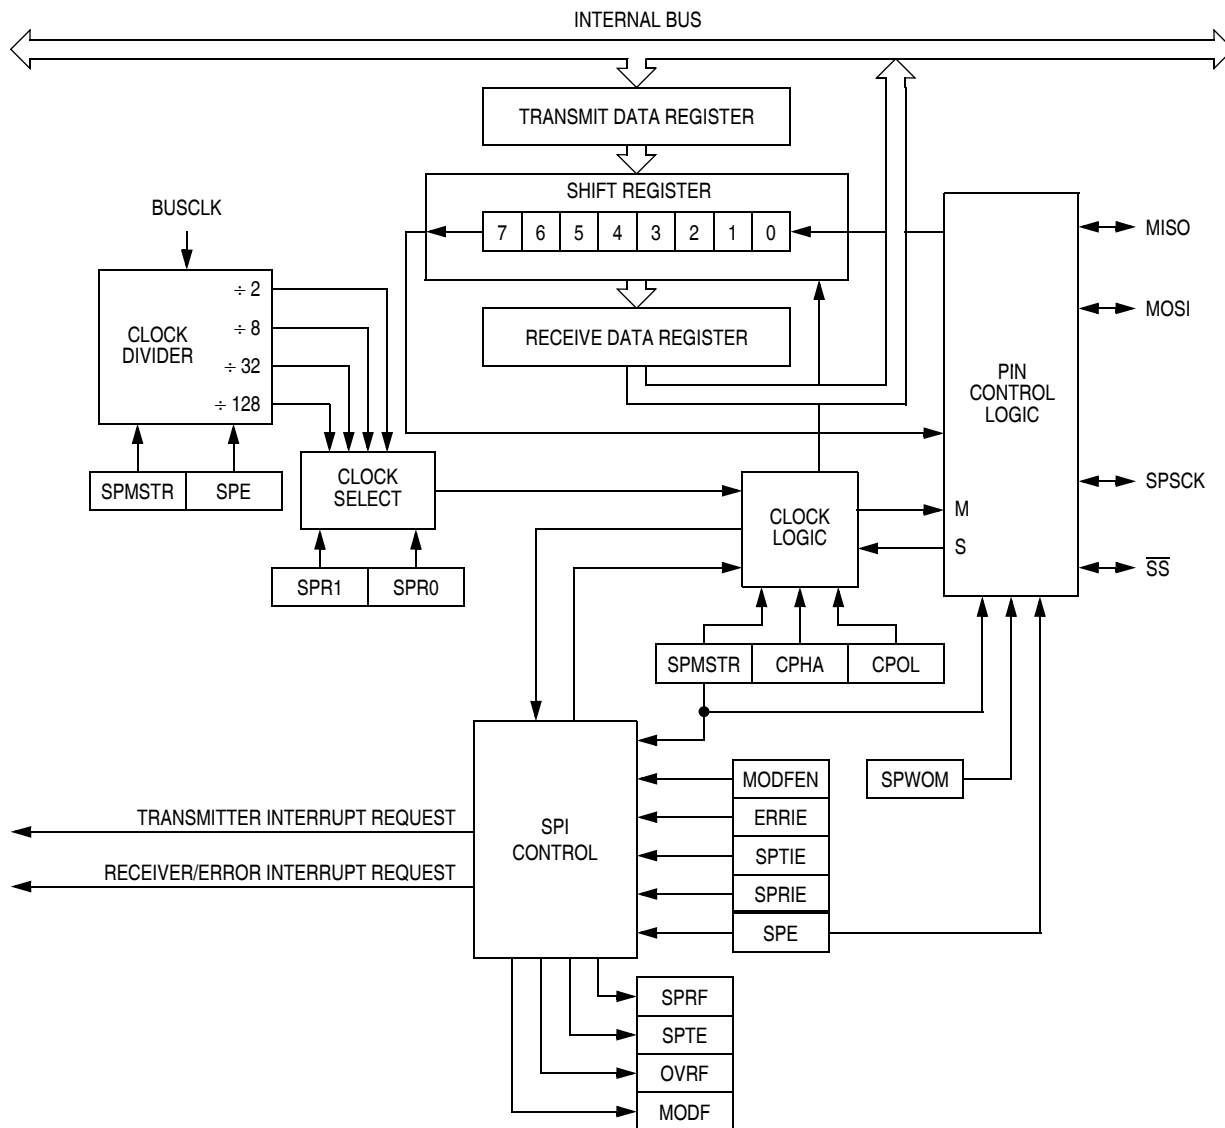 INTERNAL BUS
TRANSMIT DATA REGISTER
SHIFT REGISTER
7 6 5 4 3 2 1 0
RECEIVE DATA REGISTER
BUSCLK
CLOCK
DIVIDER
÷ 2
÷ 8
÷ 32
÷ 128
SPMSTR SPE
CLOCK
SELECT
SPR1 SPR0
CLOCK
LOGIC
PIN
CONTROL
LOGIC
M
S
MISO
MOSI
SPSCK
S̅S̅
SPMSTR CPHA CPOL
SPWOM
SPI
CONTROL
MODFEN
ERRIE
SPTIE
SPRIE
SPE
TRANSMITTER INTERRUPT REQUEST
RECEIVER/ERROR INTERRUPT REQUEST
SPRF
SPTE
OVRF
MODF